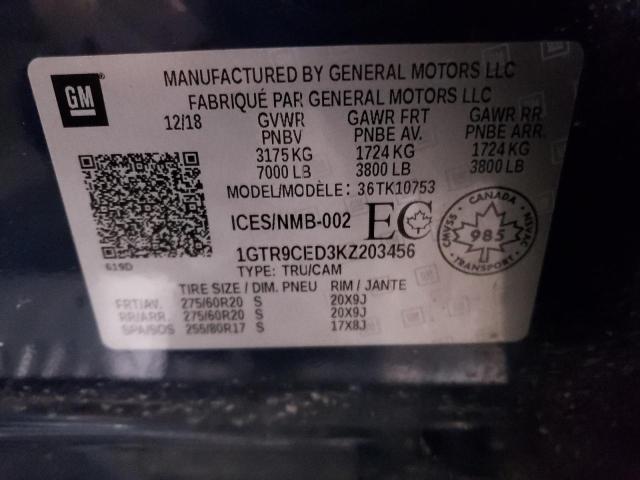 GM
MANUFACTURED BY GENERAL MOTORS LLC
FABRIQUÉ PAR GENERAL MOTORS LLC
12/18 GVWR GAWR FRT GAWR RR
PNBV PNBE AV. PNBE ARR.
3175 KG 1724 KG 1724 KG
7000 LB 3800 LB 3800 LB
MODEL/MODÈLE: 36TK10753
ICES/NMB-002 EC
CANADA
CMVSS 985 NSVAC
TRANSPORT
619D
1GTR9CED3KZ203456
TYPE: TRU/CAM
TIRE SIZE / DIM. PNEU RIM / JANTE
FRT/AV. 275/60R20 S 20X9J
RR/ARR. 275/60R20 S 20X9J
SPA/SOS 255/80R17 S 17X8J